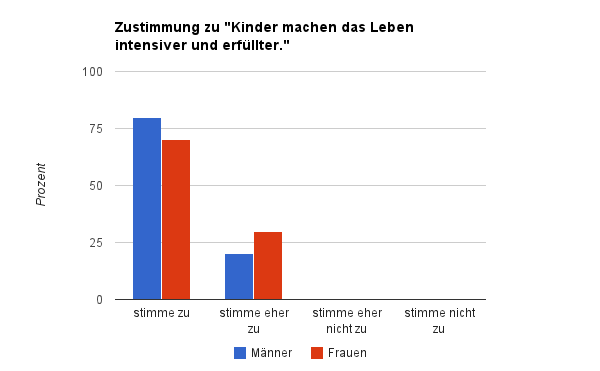 Zustimmung zu "Kinder machen das Leben
intensiver und erfüllter."
100
75
50
25
0
Prozent
stimme zu
stimme eher
zu
stimme eher
nicht zu
stimme nicht
zu
Männer
Frauen